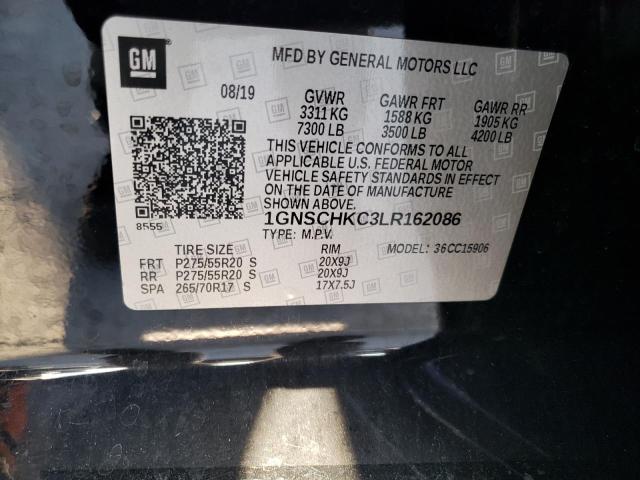 GM
MFD BY GENERAL MOTORS LLC
08/19
GVWR GAWR FRT GAWR RR
3311 KG 1588 KG 1905 KG
7300 LB 3500 LB 4200 LB
THIS VEHICLE CONFORMS TO ALL
APPLICABLE U.S. FEDERAL MOTOR
VEHICLE SAFETY STANDARDS IN EFFECT
ON THE DATE OF MANUFACTURE
SHOWN ABOVE.
8555
1GNSCHKC3LR162086
TYPE: M.P.V. MODEL: 36CC15906
TIRE SIZE RIM
FRT P275/55R20 S 20X9J
RR P275/55R20 S 20X9J
SPA 265/70R17 S 17X7.5J